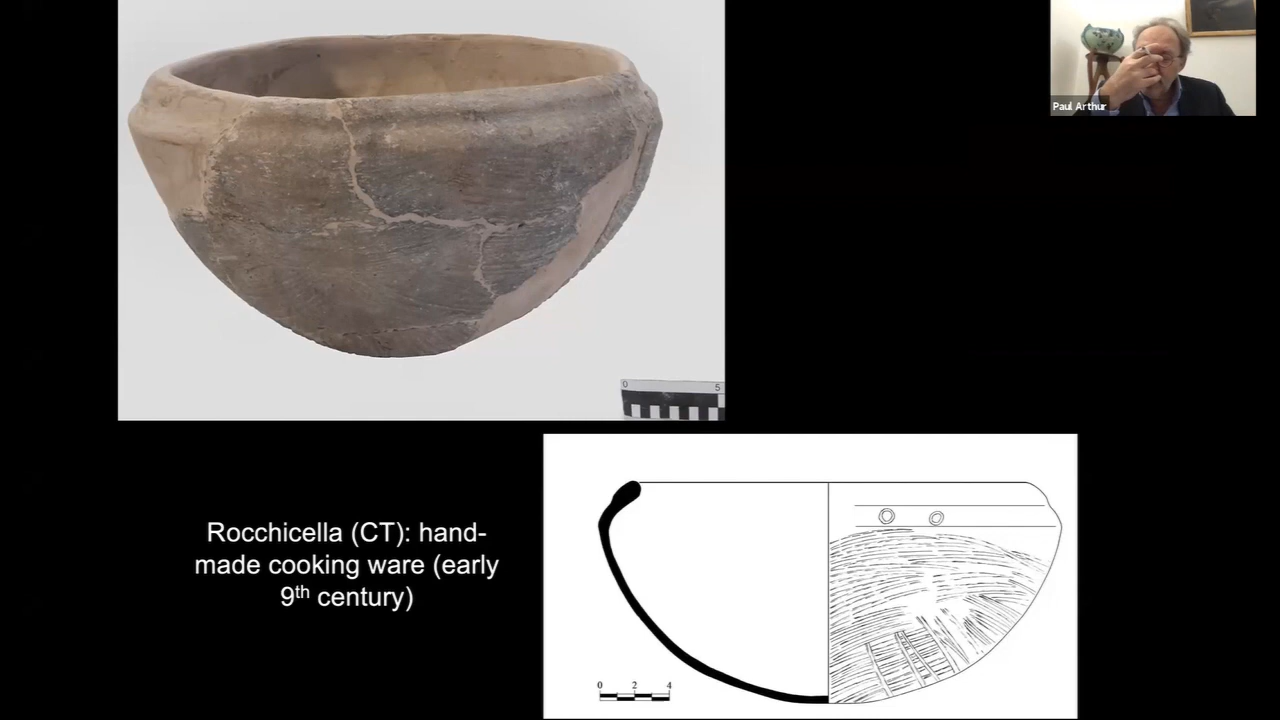 Paul Arthur
0 5
Rocchicella (CT): hand-
made cooking ware (early
9th century)
0 2 4